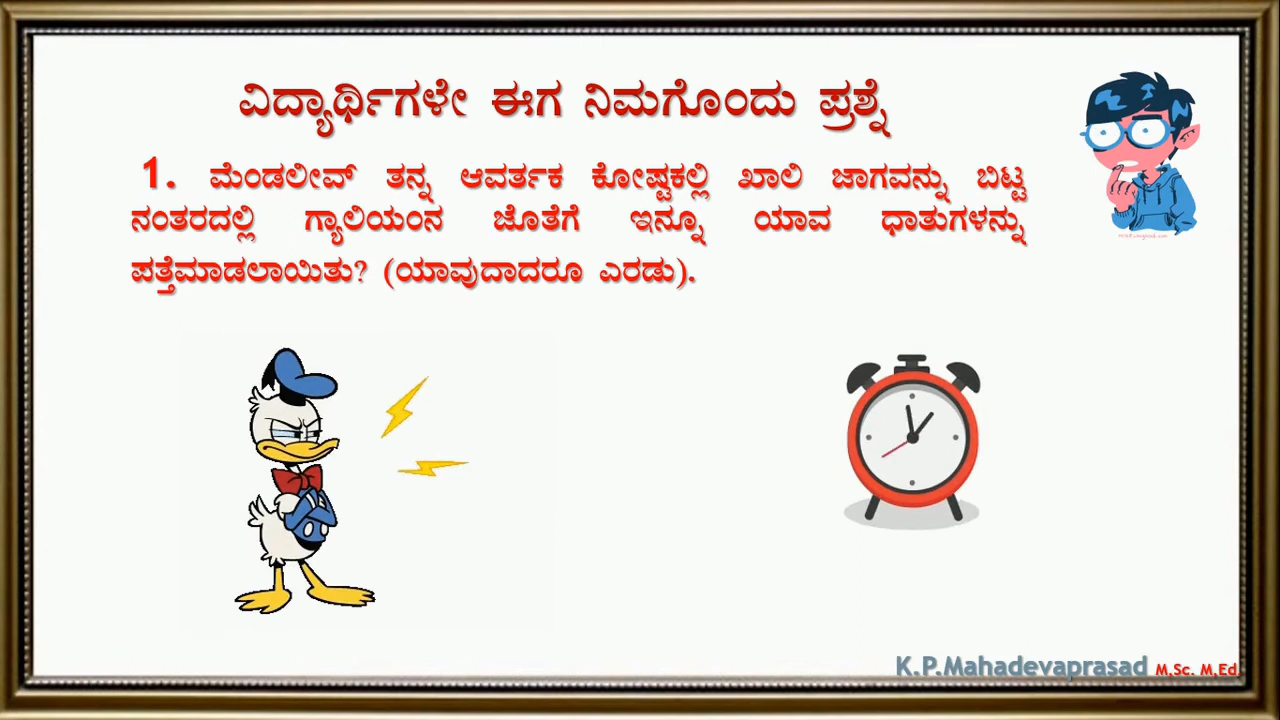 ವಿದ್ಯಾರ್ಥಿಗಳೇ ಈಗ ನಿಮಗೊಂದು ಪ್ರಶ್ನೆ
1. ಮೆಂಡಲೀವ್ ತನ್ನ ಆವರ್ತಕ ಕೋಷ್ಟಕಲ್ಲಿ ಖಾಲಿ ಜಾಗವನ್ನು ಬಿಟ್ಟ
ನಂತರದಲ್ಲಿ ಗ್ಯಾಲಿಯಂನ ಜೊತೆಗೆ ಇನ್ನೂ ಯಾವ ಧಾತುಗಳನ್ನು
ಪತ್ತೆಮಾಡಲಾಯಿತು? (ಯಾವುದಾದರೂ ಎರಡು).
K.P.Mahadevaprasad M.Sc. M.Ed.